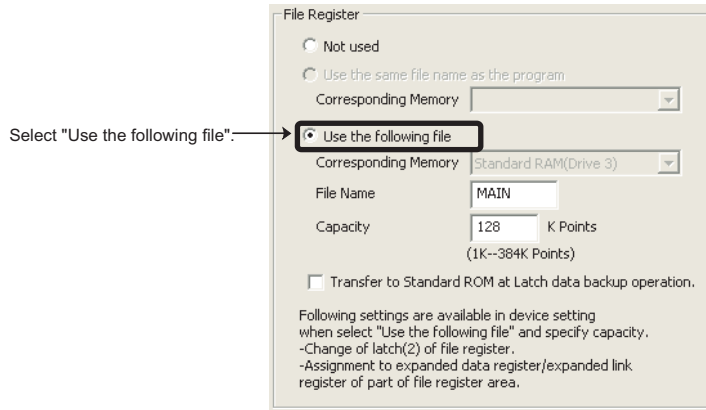 File Register
Not used
Use the same file name as the program
Corresponding Memory
Select "Use the following file".
Use the following file
Corresponding Memory Standard RAM(Drive 3)
File Name MAIN
Capacity 128 K Points
(1K--384K Points)
Transfer to Standard ROM at Latch data backup operation.
Following settings are available in device setting
when select "Use the following file" and specify capacity.
-Change of latch(2) of file register.
-Assignment to expanded data register/expanded link
register of part of file register area.